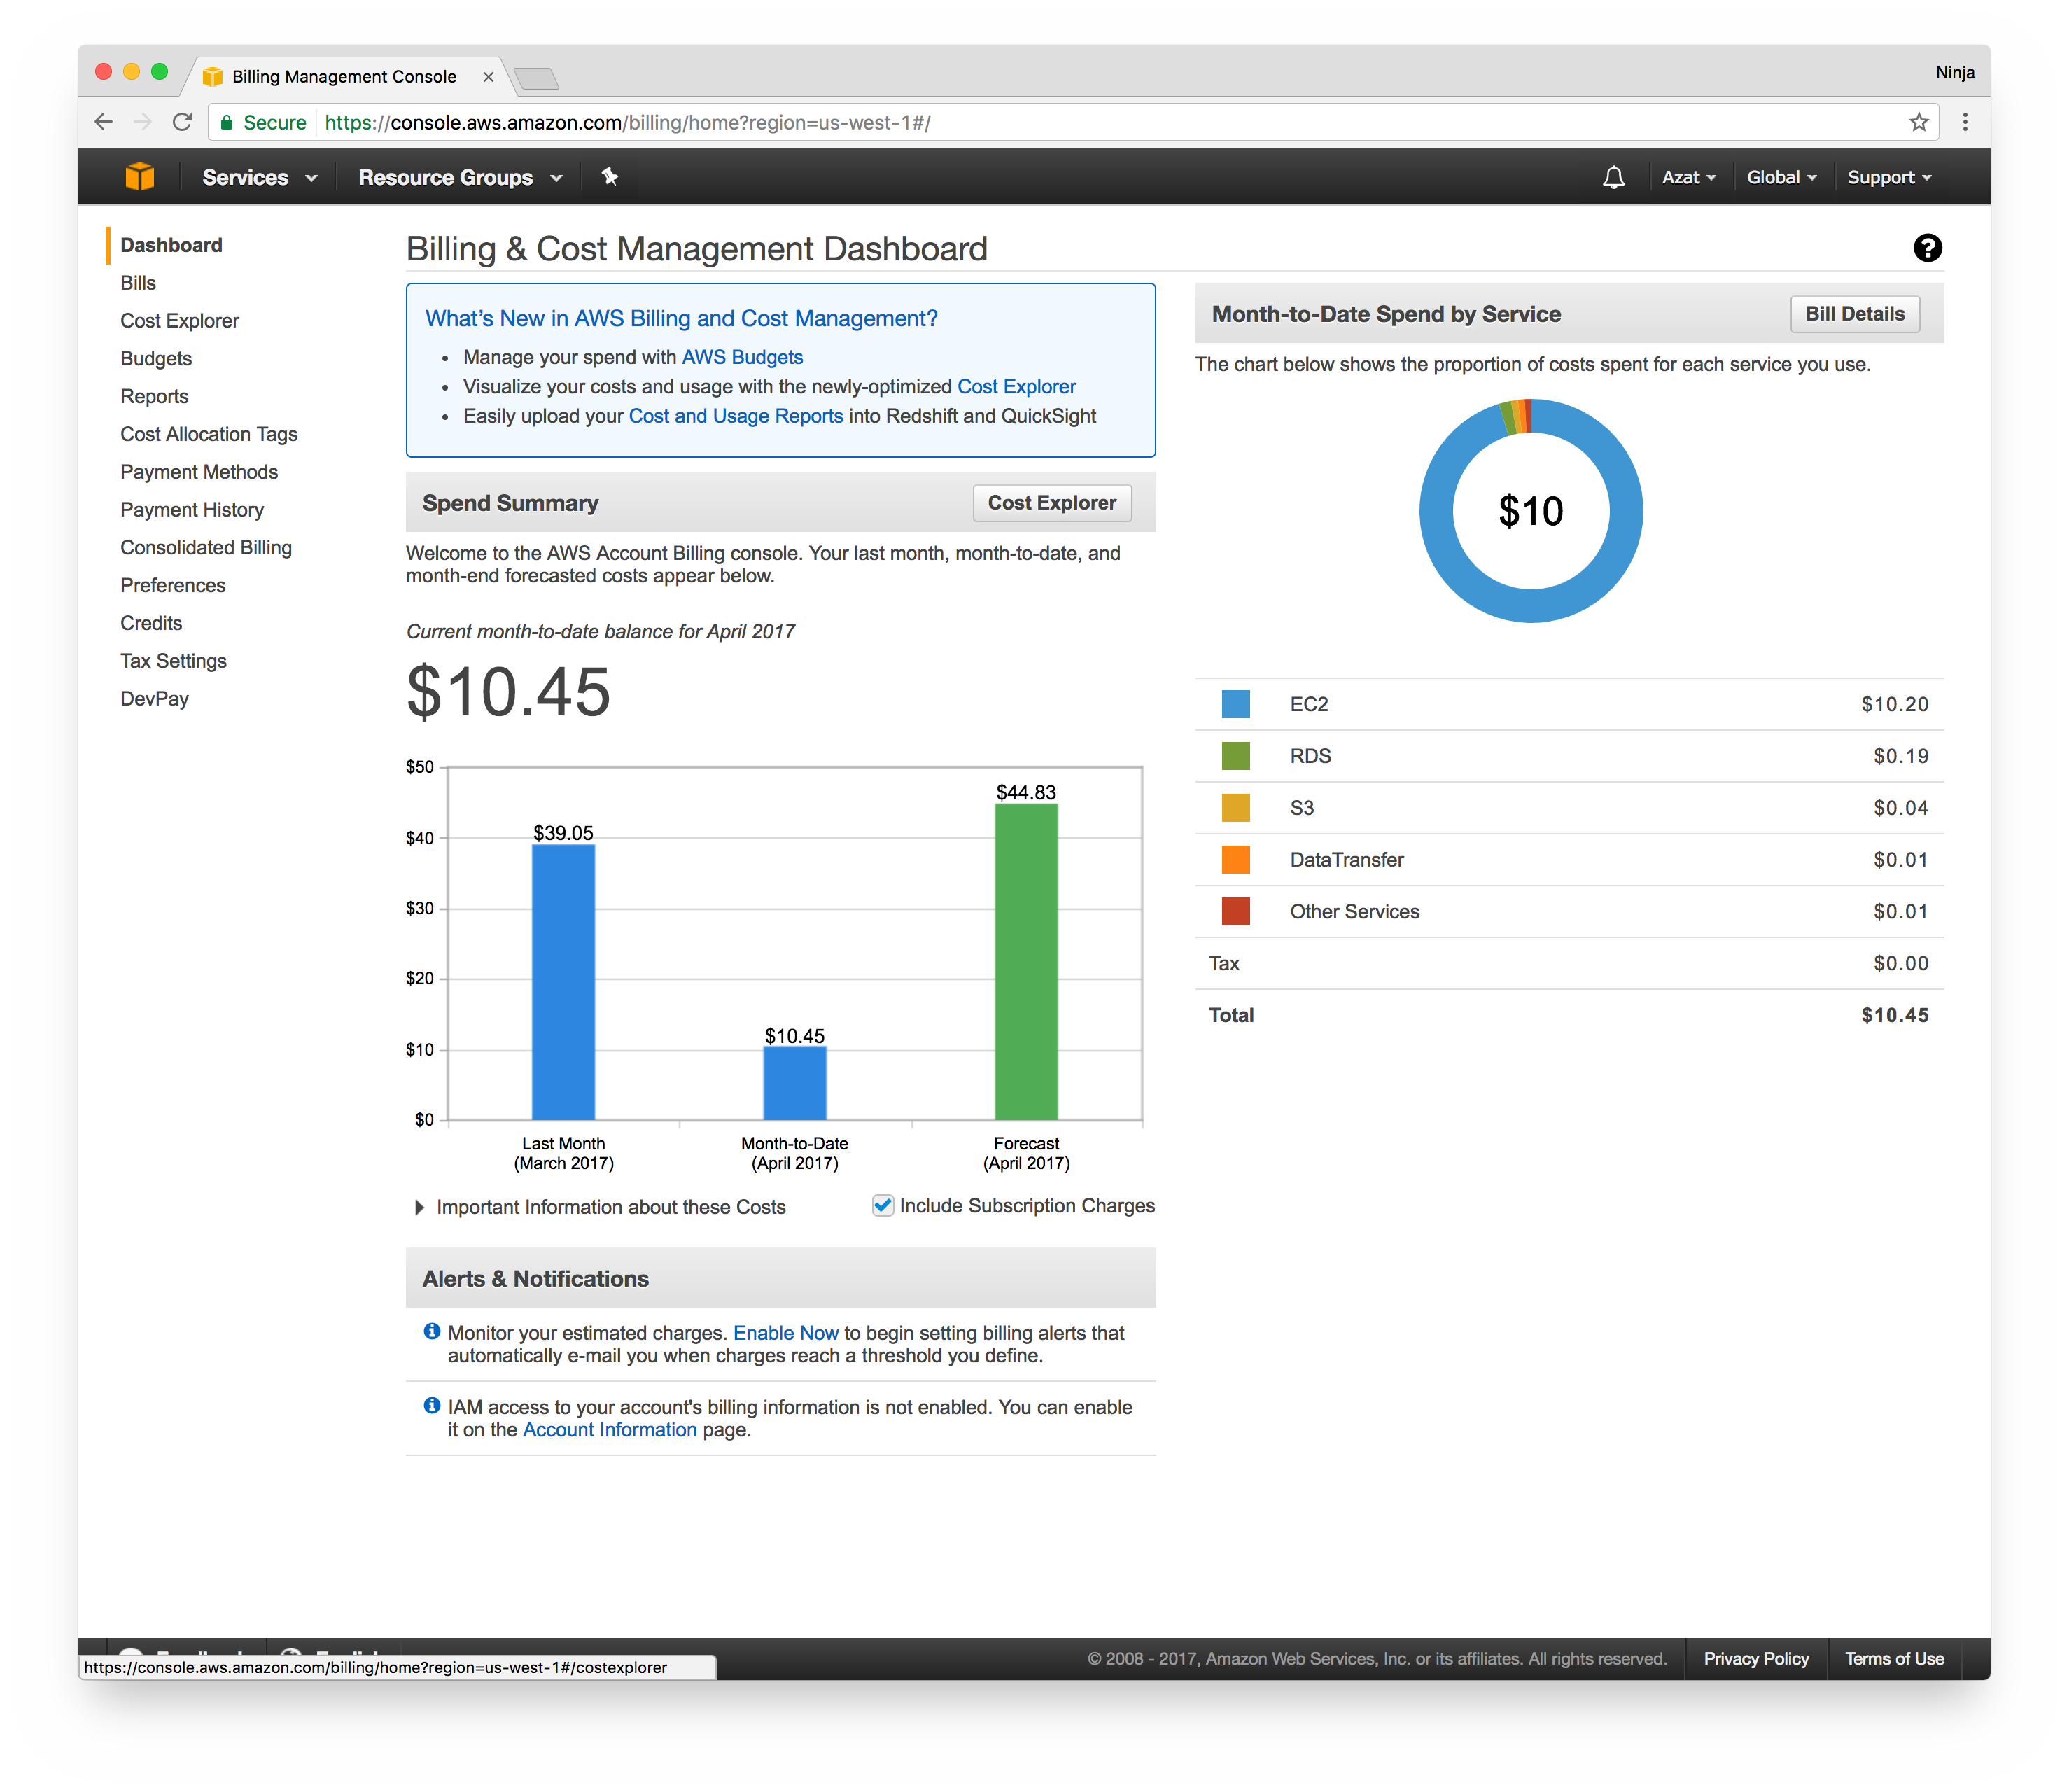 Billing Management Console
Ninja
Secure https://console.aws.amazon.com/billing/home?region=us-west-1#/
Services Resource Groups Azat Global Support
Dashboard
Bills
Cost Explorer
Budgets
Reports
Cost Allocation Tags
Payment Methods
Payment History
Consolidated Billing
Preferences
Credits
Tax Settings
DevPay
Billing & Cost Management Dashboard
What's New in AWS Billing and Cost Management?
• Manage your spend with AWS Budgets
• Visualize your costs and usage with the newly-optimized Cost Explorer
• Easily upload your Cost and Usage Reports into Redshift and QuickSight
Spend Summary Cost Explorer
Welcome to the AWS Account Billing console. Your last month, month-to-date, and
month-end forecasted costs appear below.
Current month-to-date balance for April 2017
$10.45
$50
$40
$30
$20
$10
$0
$39.05
$10.45
$44.83
Last Month
(March 2017)
Month-to-Date
(April 2017)
Forecast
(April 2017)
Important Information about these Costs Include Subscription Charges
Alerts & Notifications
Monitor your estimated charges. Enable Now to begin setting billing alerts that
automatically e-mail you when charges reach a threshold you define.
IAM access to your account's billing information is not enabled. You can enable
it on the Account Information page.
Month-to-Date Spend by Service Bill Details
The chart below shows the proportion of costs spent for each service you use.
$10
EC2 $10.20
RDS $0.19
S3 $0.04
DataTransfer $0.01
Other Services $0.01
Tax $0.00
Total $10.45
https://console.aws.amazon.com/billing/home?region=us-west-1#/costexplorer
© 2008 - 2017, Amazon Web Services, Inc. or its affiliates. All rights reserved. Privacy Policy Terms of Use